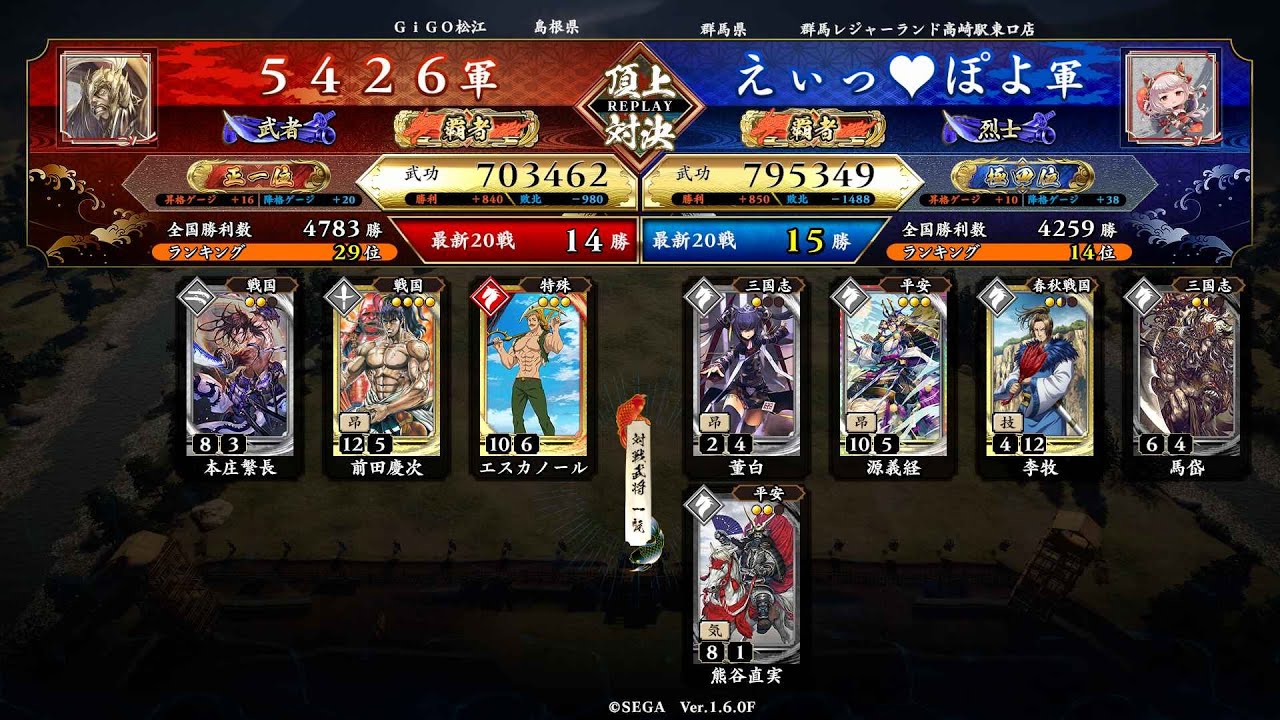 GiGO松江 島根県
群馬県 群馬レジャーランド高崎駅東口店
5426軍
頂上
REPLAY
対決
えぃっ♥ぽよ軍
武者 覇者
覇者 烈士
正一位
武功 703462
武功 795349
極甲位
昇格ゲージ +16 降格ゲージ +20
勝利 +840 敗北 -980
勝利 +850 敗北 -1488
昇格ゲージ +10 降格ゲージ +38
全国勝利数 4783勝
ランキング 29位
最新20戦 14勝
最新20戦 15勝
全国勝利数 4259勝
ランキング 14位
戦国
8 3
本庄繁長
戦国
昂
12 5
前田慶次
特殊
10 6
エスカノール
対戦武将一覧
三国志
昂
2 4
董白
平安
昂
10 5
源義経
春秋戦国
技
4 12
李牧
三国志
6 4
馬岱
平安
気
8 1
熊谷直実
©SEGA Ver.1.6.0F